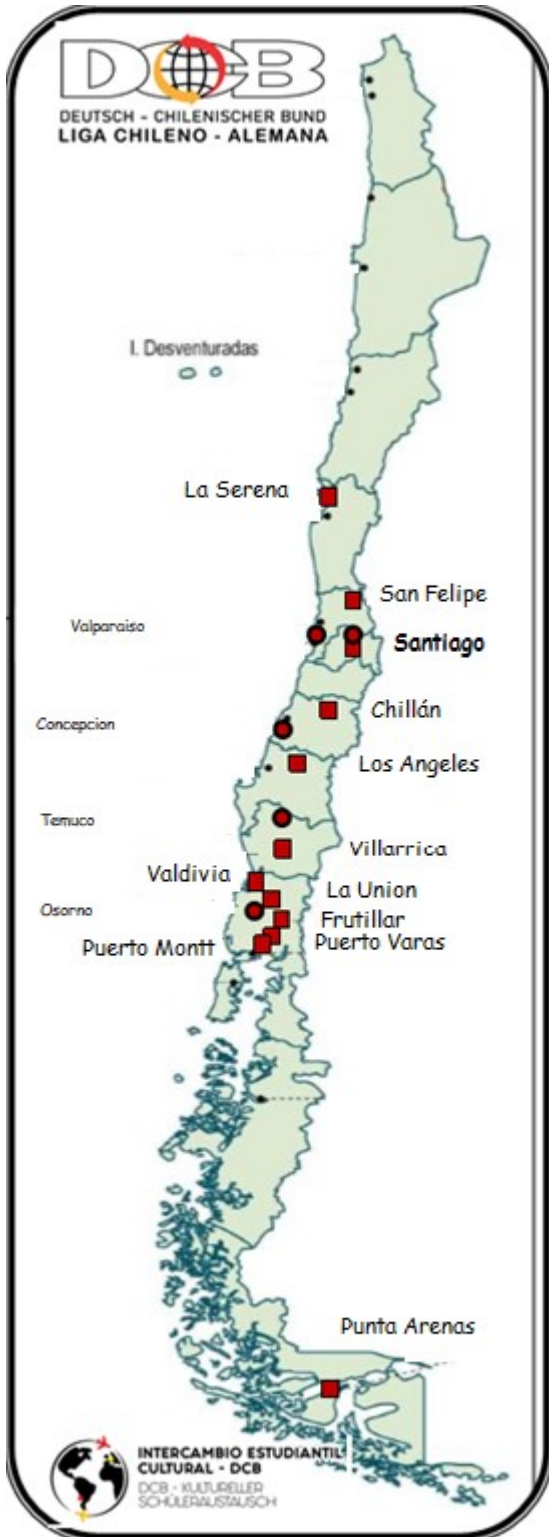 DCB
DEUTSCH - CHILENISCHER BUND
LIGA CHILENO - ALEMANA
I. Desventuradas
La Serena
San Felipe
Valparaiso
Santiago
Concepcion
Chillán
Los Angeles
Temuco
Villarrica
Valdivia
La Union
Osorno
Frutillar
Puerto Montt
Puerto Varas
Punta Arenas
INTERCAMBIO ESTUDIANTIL
CULTURAL - DCB
DCB - KULTURELLER
SCHÜLERAUSTAUSCH